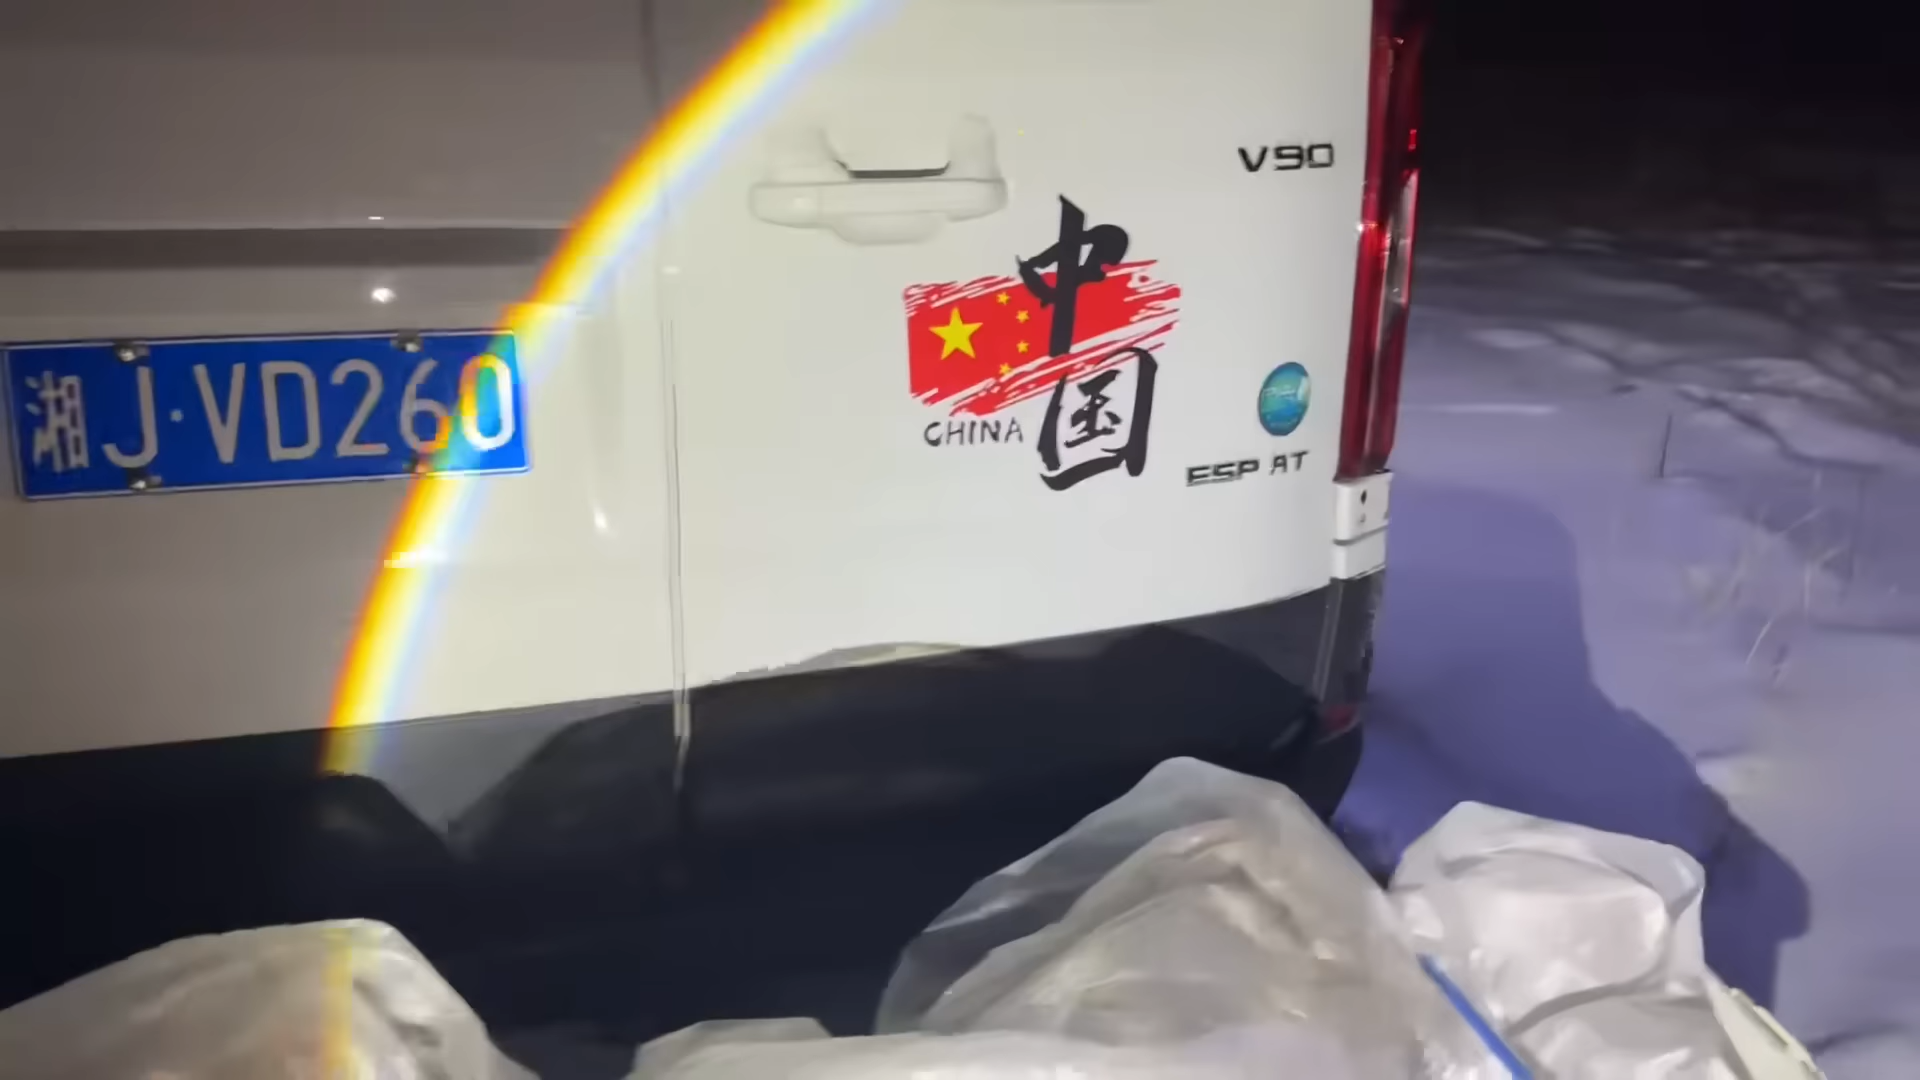 湘J·VD260
V90
中国
CHINA
ESP AT